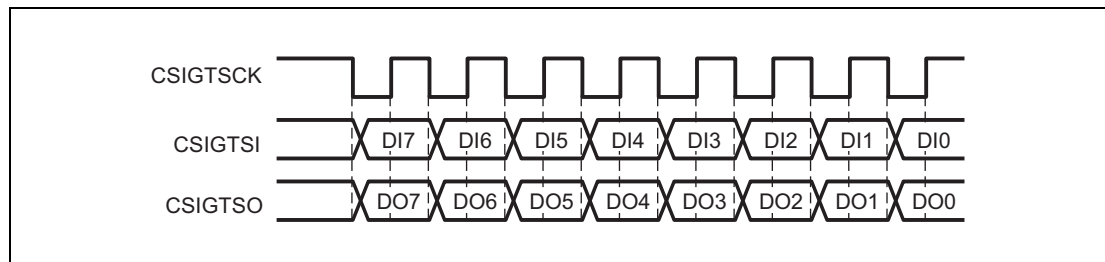 CSIGTSCK
CSIGTSI DI7 DI6 DI5 DI4 DI3 DI2 DI1 DI0
CSIGTSO DO7 DO6 DO5 DO4 DO3 DO2 DO1 DO0